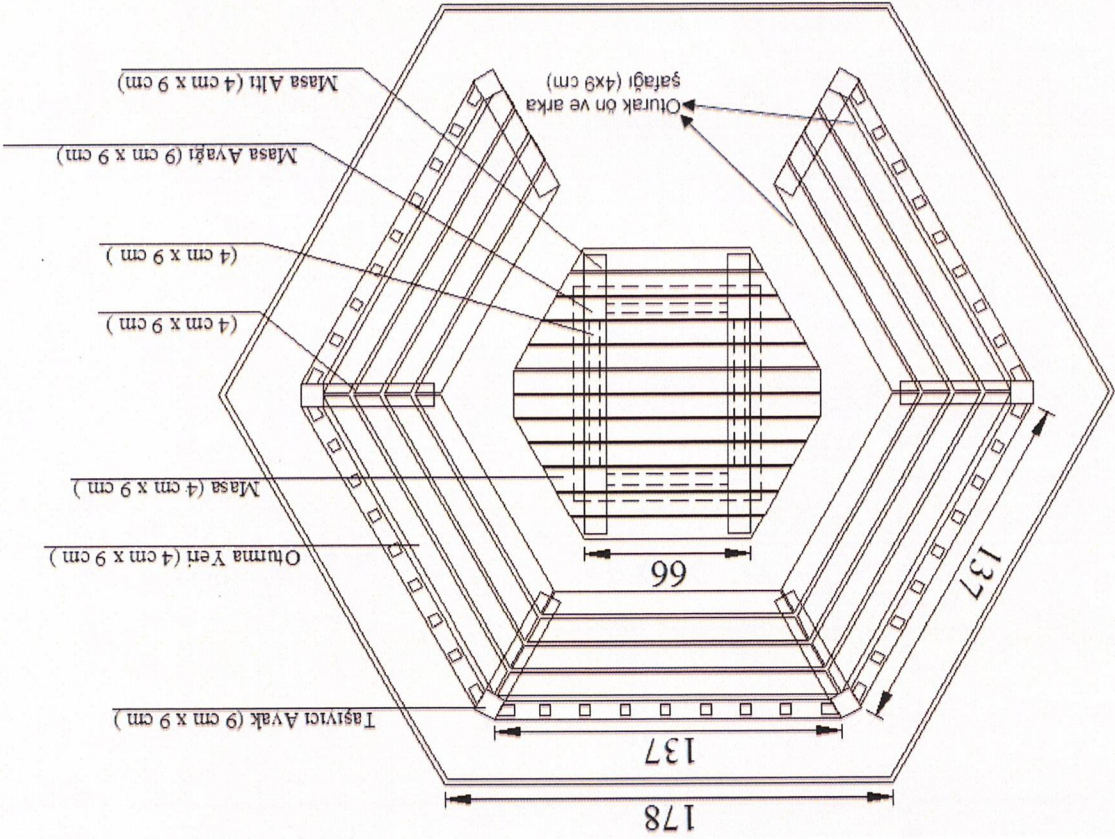 178
137
Taşıyıcı Ayak (9 cm x 9 cm )
137
66
Oturma Yeri (4 cm x 9 cm )
Masa (4 cm x 9 cm )
(4 cm x 9 cm )
(4 cm x 9 cm )
Masa Ayağı (9 cm x 9 cm)
Oturak ön ve arka
şafağı (4x9 cm)
Masa Altı (4 cm x 9 cm)